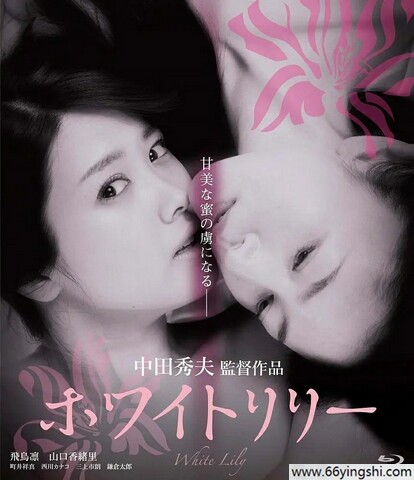 甘美な蜜の虜になる――
中田秀夫 監督作品
ホワイトリリー
White Lily
飛鳥凛 山口香緒里
町井祥真 西川カナコ 三上市朗 鎌倉太郎
www.66yingshi.com